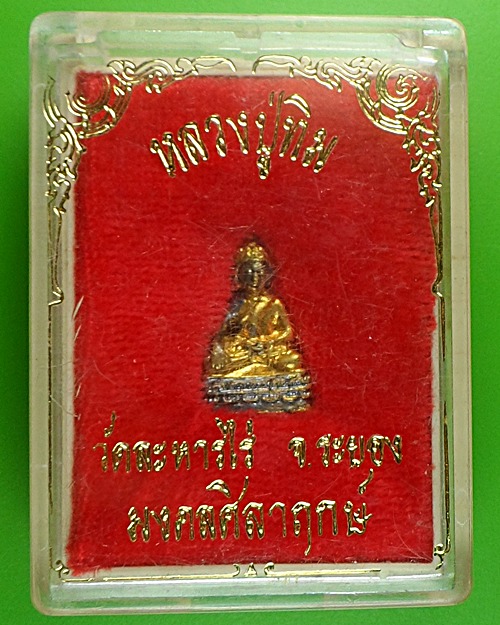 หลวงปู่ทิม
วัดละหารไร่ จ.ระยอง
มงคลศิลาฤกษ์